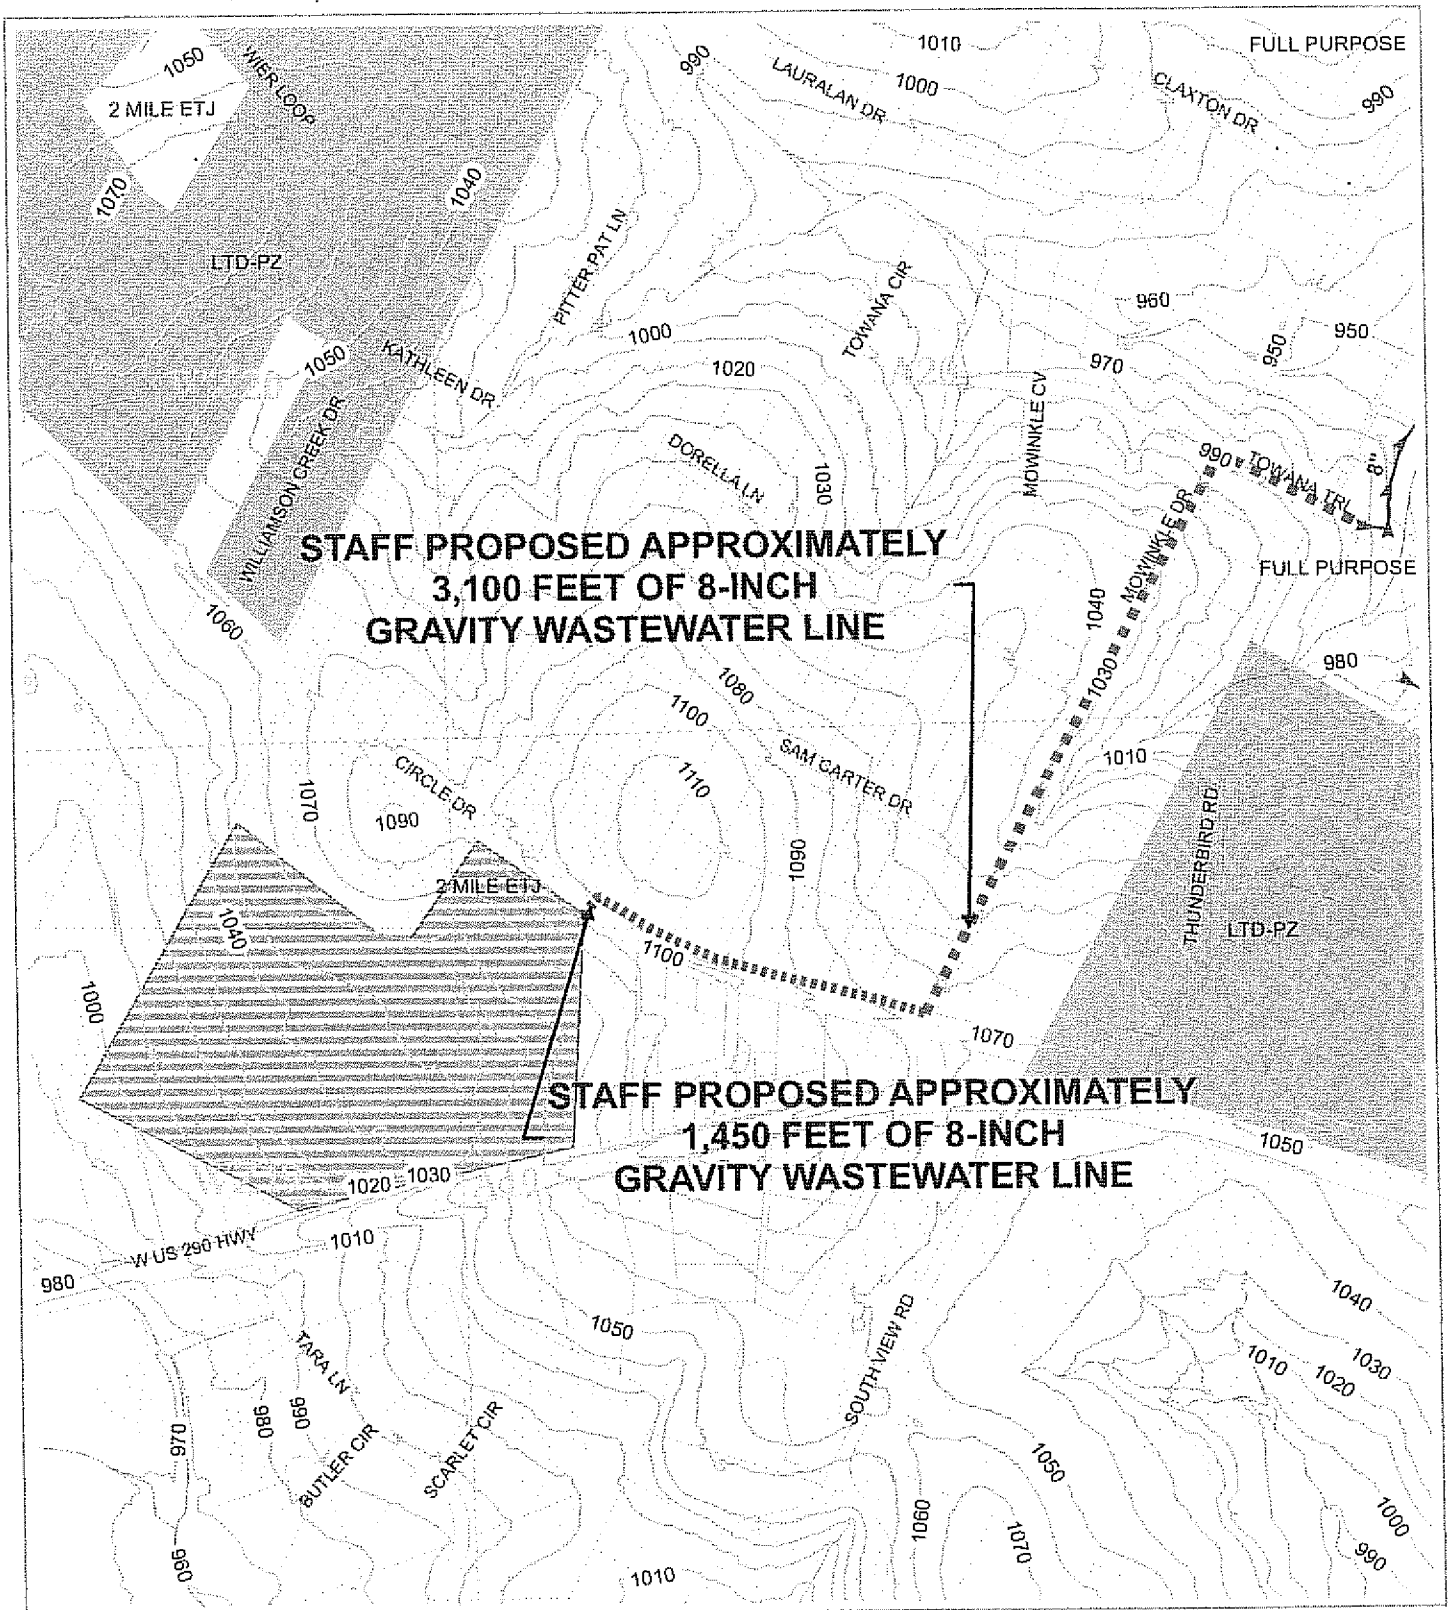 1010
FULL PURPOSE
1050
WIER LOOP
990
LAURALAN DR
1000
CLAXTON DR
990
2 MILE ETJ
1070
1040
LTD-PZ
PITTER PAT LN
TOWANA CIR
960
950
950
1000
1050
KATHLEEN DR
1020
970
WILLIAMSON CREEK DR
DORELLA LN
1030
MOWINKLE CV
990
TOWANA TRL
8"
MOWINKLE DR
STAFF PROPOSED APPROXIMATELY
3,100 FEET OF 8-INCH
GRAVITY WASTEWATER LINE
FULL PURPOSE
1060
1040
980
1030
1080
1100
SAM CARTER DR
1010
CIRCLE DR
1110
1070
1090
1090
THUNDERBIRD RD
2 MILE ETJ
1040
LTD-PZ
1100
1000
1070
STAFF PROPOSED APPROXIMATELY
1,450 FEET OF 8-INCH
GRAVITY WASTEWATER LINE
1050
1020
1030
W US 290 HWY
1010
980
1040
1050
SOUTH VIEW RD
1010
1030
1020
TARA LN
980
990
970
BUTLER CIR
SCARLET CIR
1050
1060
1070
1000
990
960
1010